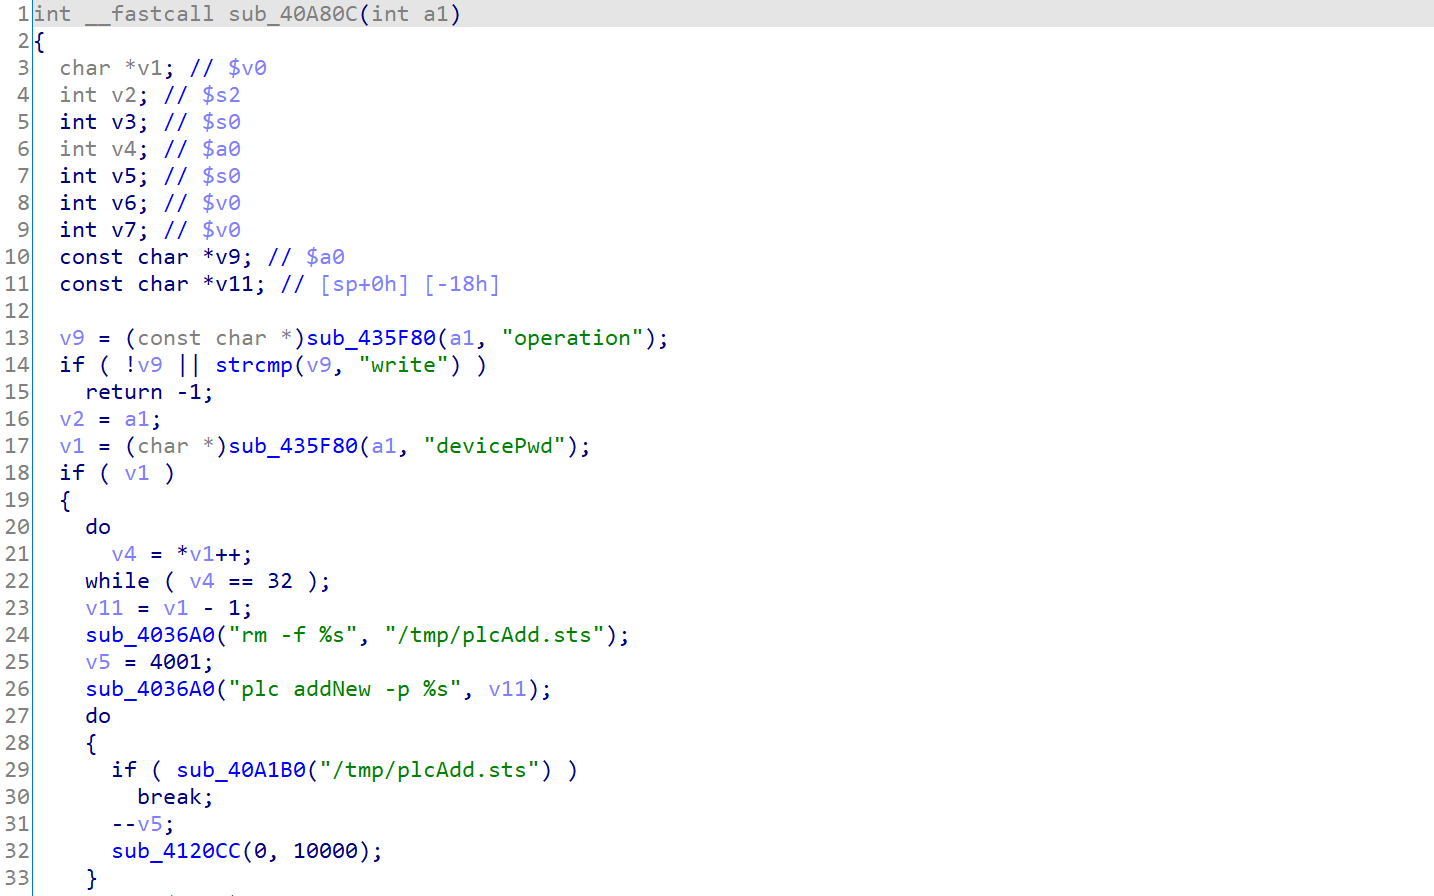 1 int __fastcall sub_40A80C(int a1)
2 {
3 char *v1; // $v0
4 int v2; // $s2
5 int v3; // $s0
6 int v4; // $a0
7 int v5; // $s0
8 int v6; // $v0
9 int v7; // $v0
10 const char *v9; // $a0
11 const char *v11; // [sp+0h] [-18h]
12
13 v9 = (const char *)sub_435F80(a1, "operation");
14 if ( !v9 || strcmp(v9, "write") )
15 return -1;
16 v2 = a1;
17 v1 = (char *)sub_435F80(a1, "devicePwd");
18 if ( v1 )
19 {
20 do
21 v4 = *v1++;
22 while ( v4 == 32 );
23 v11 = v1 - 1;
24 sub_4036A0("rm -f %s", "/tmp/plcAdd.sts");
25 v5 = 4001;
26 sub_4036A0("plc addNew -p %s", v11);
27 do
28 {
29 if ( sub_40A1B0("/tmp/plcAdd.sts") )
30 break;
31 --v5;
32 sub_4120CC(0, 10000);
33 }